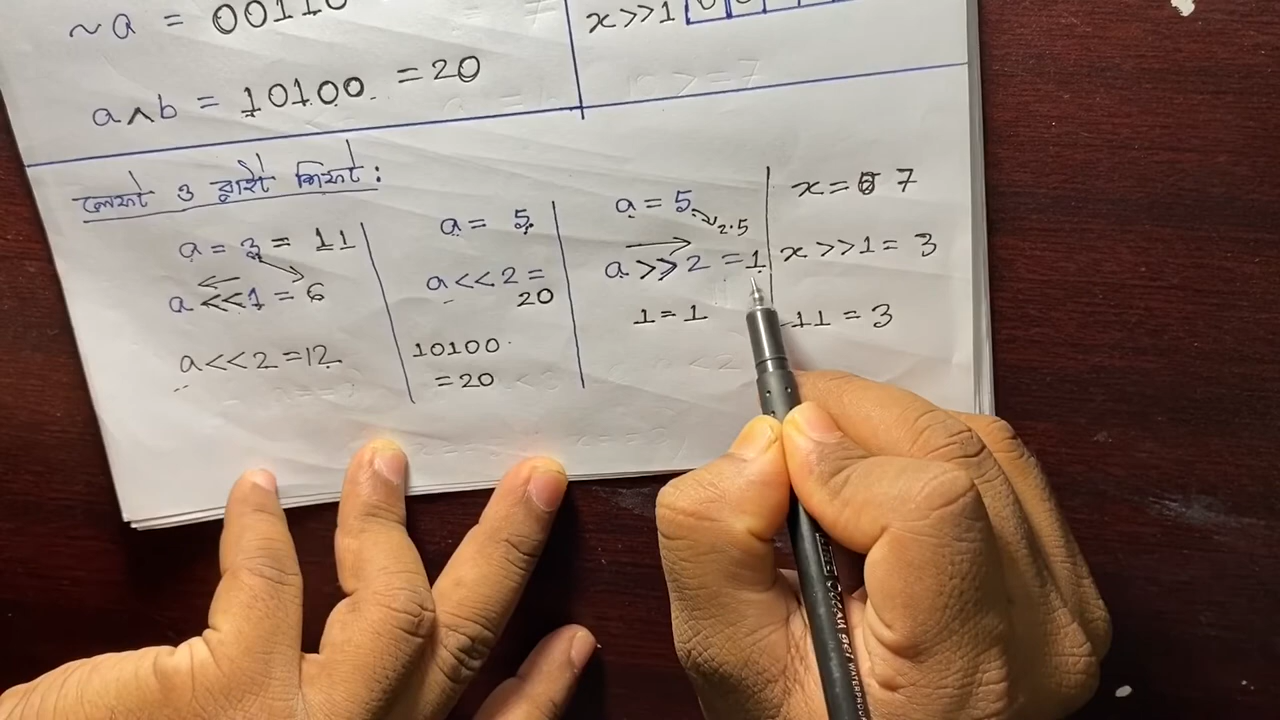 ~a = 00110
a∧b = 10100 = 20
x>>1
লেফট ও রাইট শিফট:
a = 3 = 11
a<<1 = 6
a<<2 = 12
a = 5
a<<2 =
20
10100
= 20
a = 5
2.5
a>>2 = 1
1 = 1
x = 7
x>>1 = 3
11 = 3